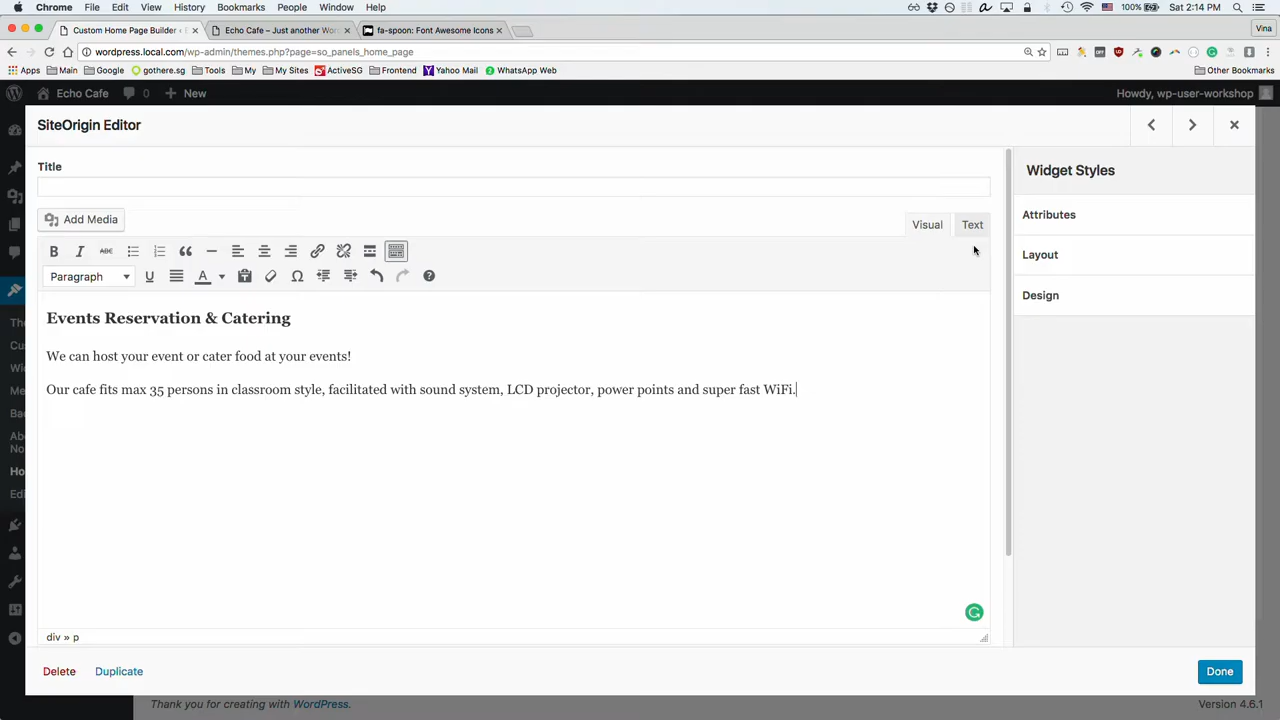 Chrome File Edit View History Bookmarks People Window Help 100% Sat 2:14 PM
Custom Home Page Builder ‹ E × Echo Cafe – Just another Wor × fa-spoon: Font Awesome Icons × Vina
wordpress.local.com/wp-admin/themes.php?page=so_panels_home_page
Apps Main Google gothere.sg Tools My My Sites ActiveSG Frontend Yahoo Mail WhatsApp Web Other Bookmarks
Echo Cafe 0 + New Howdy, wp-user-workshop
SiteOrigin Editor
Title
Widget Styles
Add Media
Visual Text
Attributes
B I ABC
Layout
Paragraph U A Ω
Design
Events Reservation & Catering
We can host your event or cater food at your events!
Our cafe fits max 35 persons in classroom style, facilitated with sound system, LCD projector, power points and super fast WiFi.
div » p
Delete Duplicate Done
Thank you for creating with WordPress. Version 4.6.1